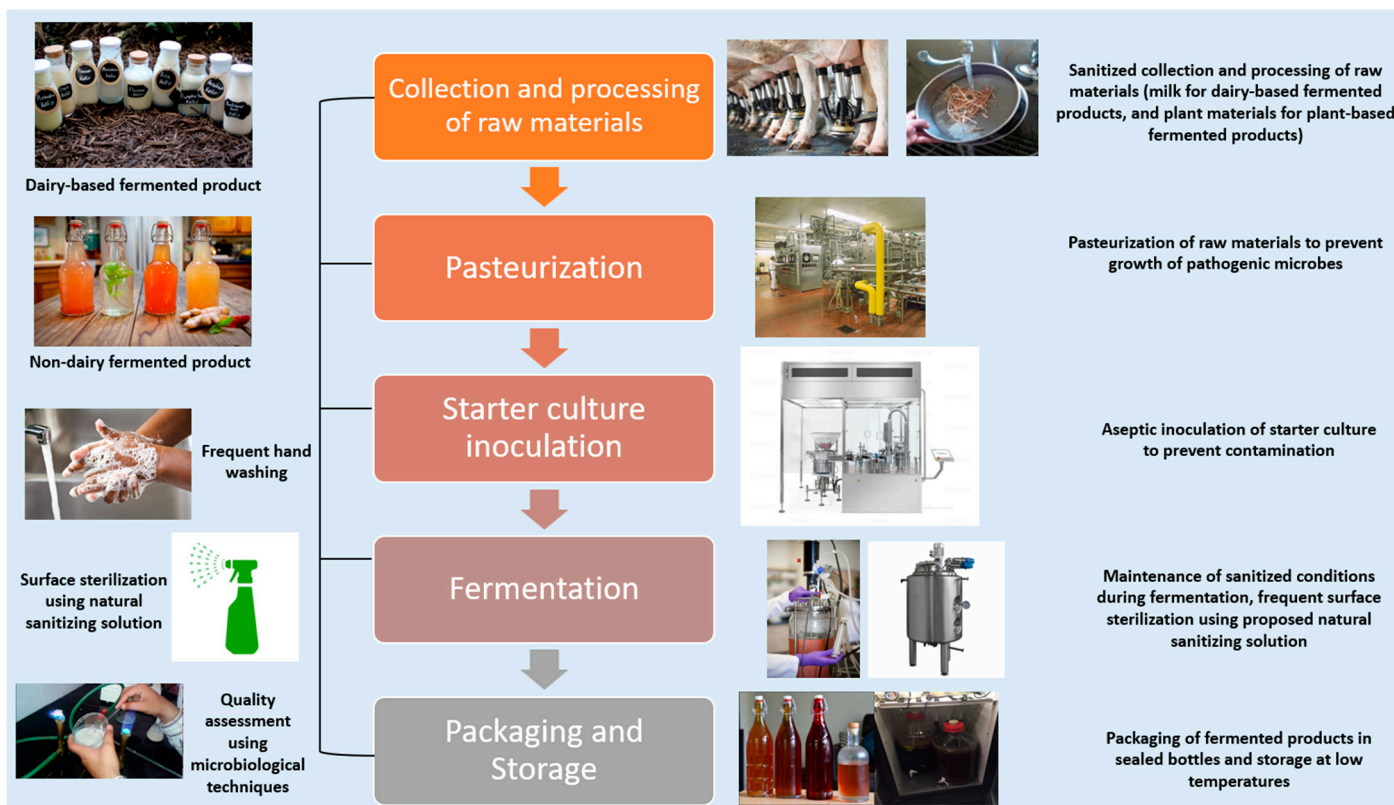 Collection and processing
of raw materials
Sanitized collection and processing of raw
materials (milk for dairy-based fermented
products, and plant materials for plant-based
fermented products)
Dairy-based fermented product
Pasteurization
Pasteurization of raw materials to prevent
growth of pathogenic microbes
Non-dairy fermented product
Starter culture
inoculation
Aseptic inoculation of starter culture
to prevent contamination
Frequent hand
washing
Surface sterilization
using natural
sanitizing solution
Fermentation
Maintenance of sanitized conditions
during fermentation, frequent surface
sterilization using proposed natural
sanitizing solution
Quality
assessment
using
microbiological
techniques
Packaging and
Storage
Packaging of fermented products in
sealed bottles and storage at low
temperatures